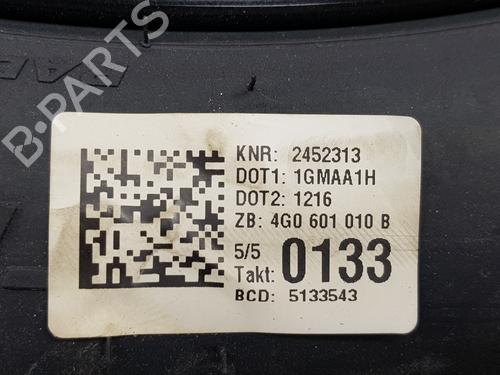 B-PARTS
KNR: 2452313
DOT1: 1GMAA1H
DOT2: 1216
ZB: 4G0 601 010 B
5/5
Takt: 0133
BCD: 5133543